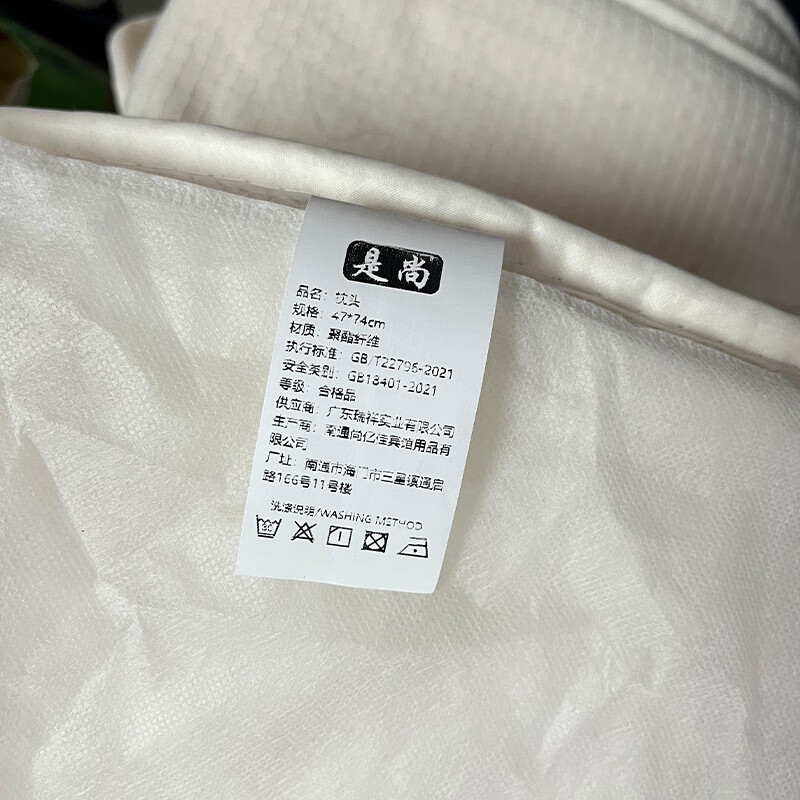 是尚
品名：枕头
规格：47*74cm
材质：聚酯纤维
执行标准：GB/T22796-2021
安全类别：GB18401-2021
等级：合格品
供应商：广东瑞祥实业有限公司
生产商：南通尚亿佳宾馆用品有
限公司
厂址：南通市海门市三星镇通启
路166号11号楼
洗涤说明/WASHING METHOD
30